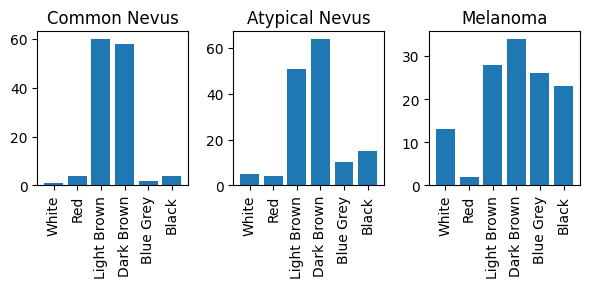 Common Nevus
60
40
20
0
White
Red
Light Brown
Dark Brown
Blue Grey
Black
Atypical Nevus
60
40
20
0
White
Red
Light Brown
Dark Brown
Blue Grey
Black
Melanoma
30
20
10
0
White
Red
Light Brown
Dark Brown
Blue Grey
Black